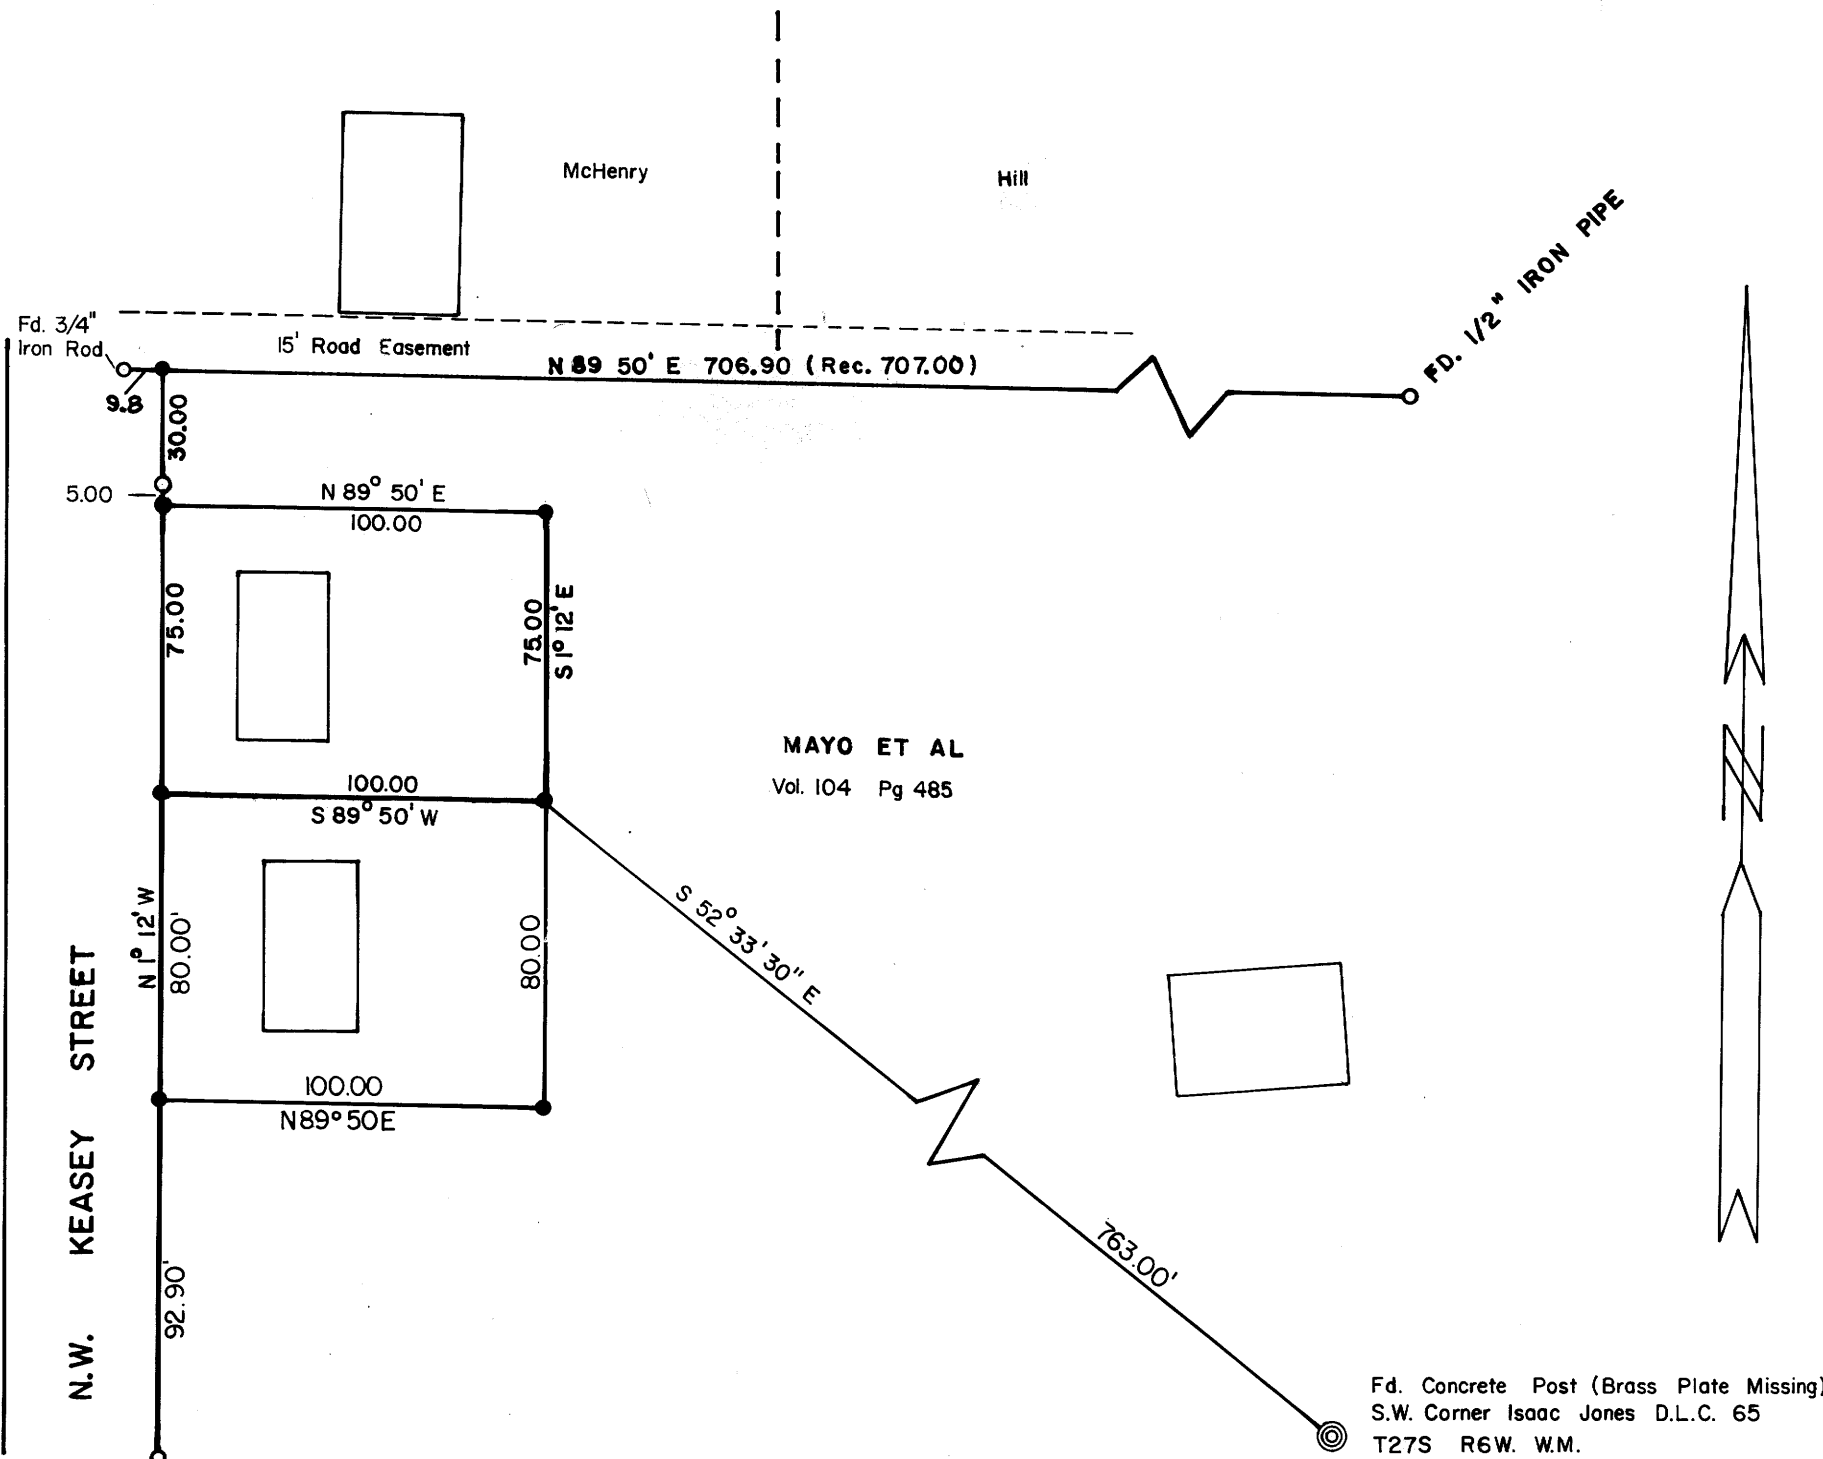 McHenry
Hill
FD. 1/2" IRON PIPE
Fd. 3/4"
Iron Rod
15' Road Easement
N 89 50' E 706.90 (Rec. 707.00)
9.8
30.00
5.00
N 89° 50' E
100.00
75.00
75.00
S 1° 12' E
MAYO ET AL
Vol. 104 Pg 485
100.00
S 89° 50' W
N 1° 12' W
80.00'
80.00
S 52° 33' 30" E
763.00'
100.00
N89° 50E
N.W. KEASEY STREET
92.90'
N
Fd. Concrete Post (Brass Plate Missing)
S.W. Corner Isaac Jones D.L.C. 65
T27S R6W. W.M.